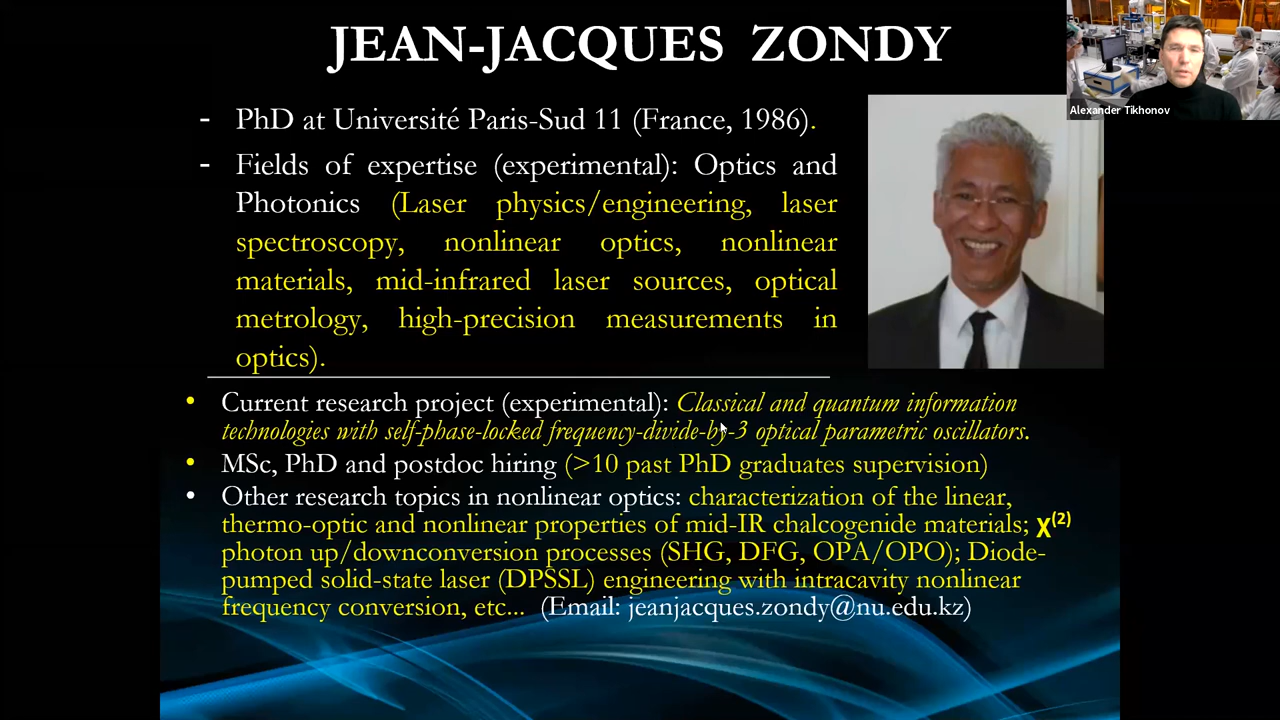 JEAN-JACQUES ZONDY
Alexander Tikhonov
- PhD at Université Paris-Sud 11 (France, 1986).
- Fields of expertise (experimental): Optics and
Photonics (Laser physics/engineering, laser
spectroscopy, nonlinear optics, nonlinear
materials, mid-infrared laser sources, optical
metrology, high-precision measurements in
optics).
• Current research project (experimental): Classical and quantum information
technologies with self-phase-locked frequency-divide-by-3 optical parametric oscillators.
• MSc, PhD and postdoc hiring (>10 past PhD graduates supervision)
• Other research topics in nonlinear optics: characterization of the linear,
thermo-optic and nonlinear properties of mid-IR chalcogenide materials; χ(2)
photon up/downconversion processes (SHG, DFG, OPA/OPO); Diode-
pumped solid-state laser (DPSSL) engineering with intracavity nonlinear
frequency conversion, etc... (Email: jeanjacques.zondy@nu.edu.kz)